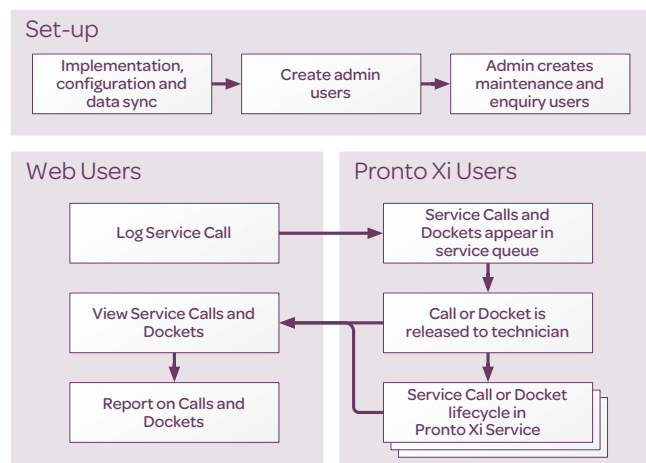 Set-up
Implementation,
configuration and
data sync
Create admin
users
Admin creates
maintenance and
enquiry users
Web Users
Log Service Call
View Service Calls and
Dockets
Report on Calls and
Dockets
Pronto Xi Users
Service Calls and
Dockets appear in
service queue
Call or Docket is
released to technician
Service Call or Docket
lifecycle in
Pronto Xi Service